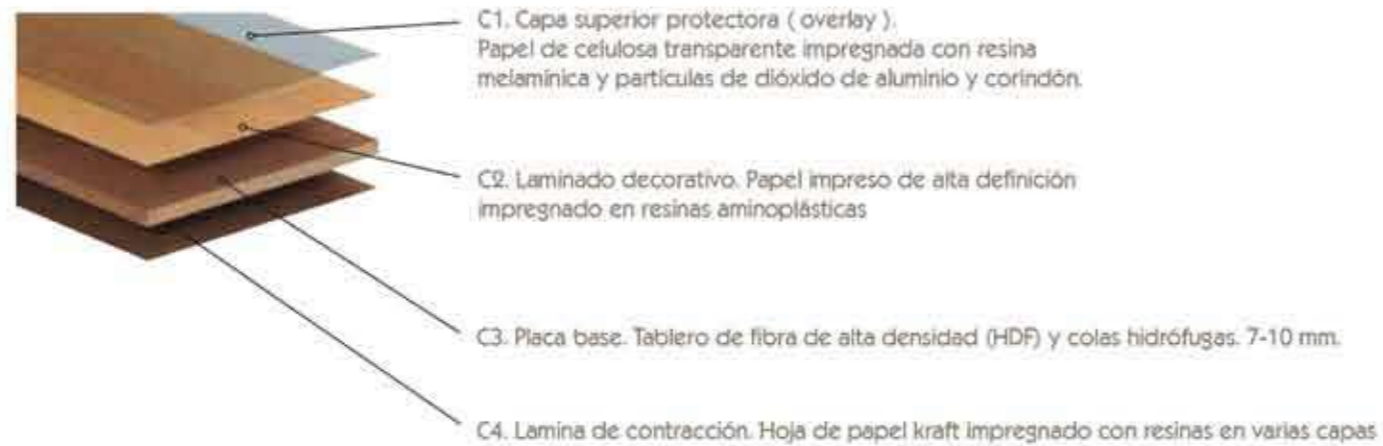 C1. Capa superior protectora ( overlay ).
Papel de celulosa transparente impregnada con resina
melamínica y particulas de dióxido de aluminio y corindón.
C2. Laminado decorativo. Papel impreso de alta definición
impregnado en resinas aminoplásticas
C3. Placa base. Tablero de fibra de alta densidad (HDF) y colas hidrófugas. 7-10 mm.
C4. Lamina de contracción. Hoja de papel kraft impregnado con resinas en varias capas.